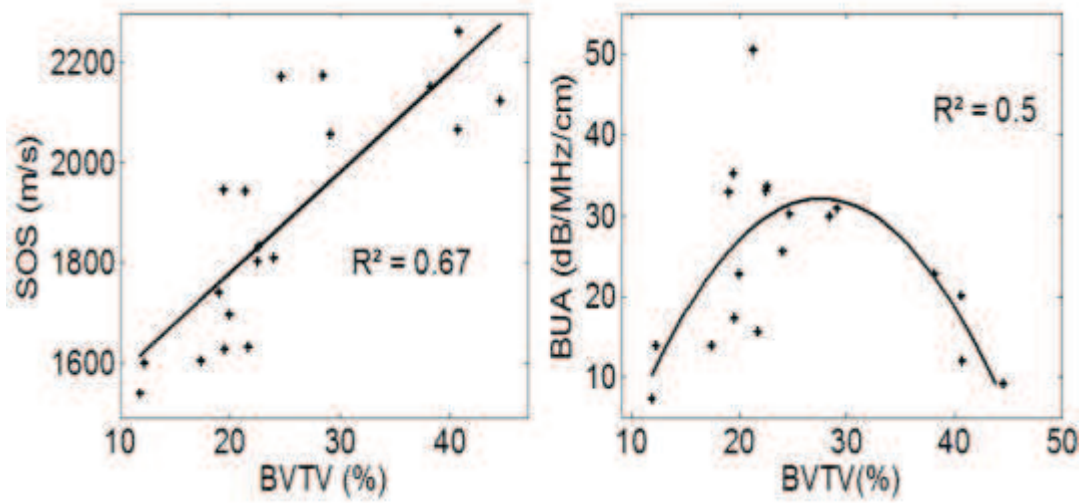 SOS (m/s)
2200
2000
1800
1600
R² = 0.67
10 20 30 40
BVTV (%)
BUA (dB/MHz/cm)
50
40
30
20
10
R² = 0.5
10 20 30 40 50
BVTV(%)